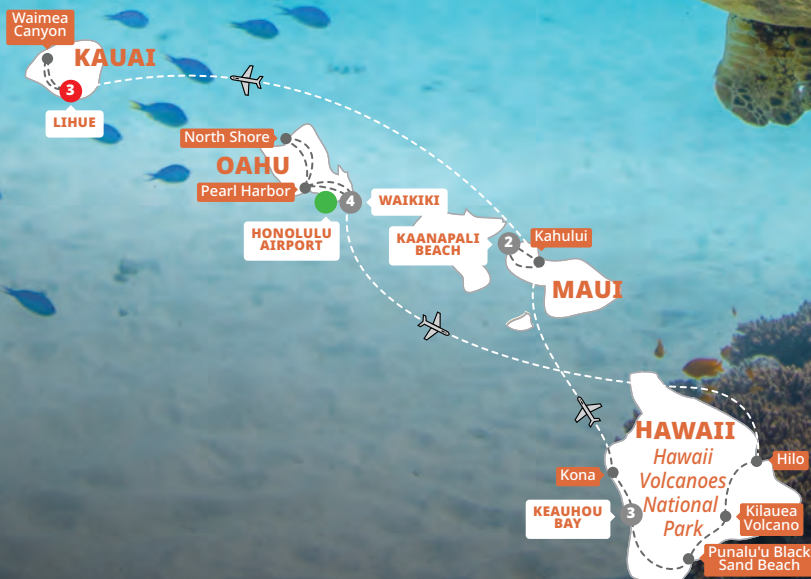 Waimea
Canyon
KAUAI
3
LIHUE
North Shore
OAHU
Pearl Harbor
4
WAIKIKI
HONOLULU
AIRPORT
KAANAPALI
BEACH
2
Kahului
MAUI
HAWAII
Hawaii
Volcanoes
National
Park
Kona
Hilo
KEAUHOU
BAY
3
Kilauea
Volcano
Punalu'u Black
Sand Beach